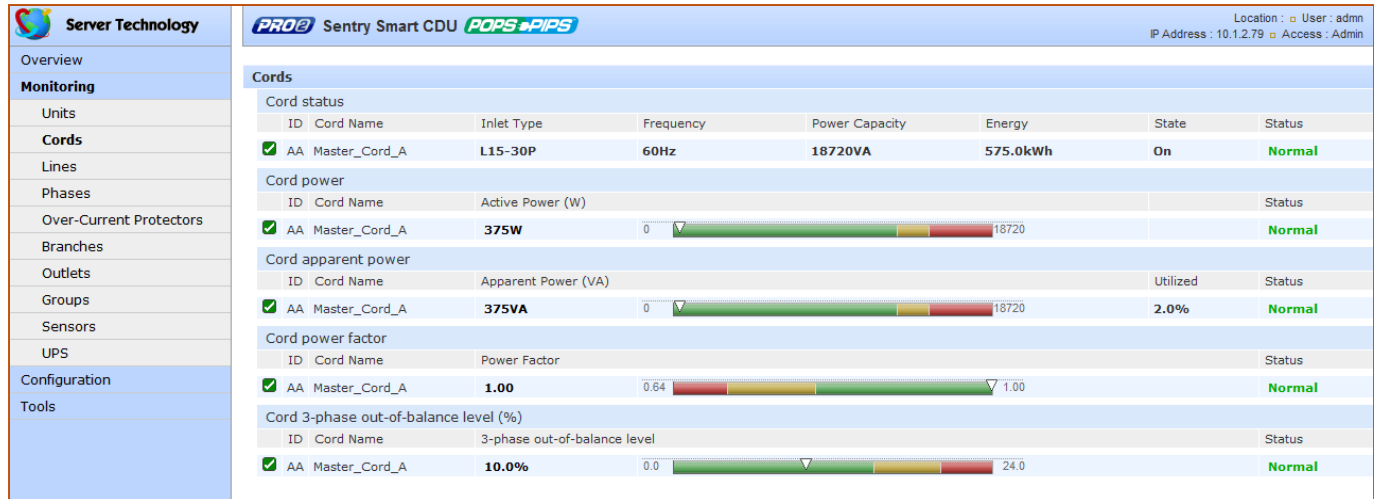 Server Technology
PRO2 Sentry Smart CDU POPS PIPS
Location : User : admn
IP Address : 10.1.2.79 Access : Admin
Overview
Monitoring
Units
Cords
Lines
Phases
Over-Current Protectors
Branches
Outlets
Groups
Sensors
UPS
Configuration
Tools
Cords
Cord status
ID Cord Name Inlet Type Frequency Power Capacity Energy State Status
AA Master_Cord_A L15-30P 60Hz 18720VA 575.0kWh On Normal
Cord power
ID Cord Name Active Power (W) Status
AA Master_Cord_A 375W 0 18720 Normal
Cord apparent power
ID Cord Name Apparent Power (VA) Utilized Status
AA Master_Cord_A 375VA 0 18720 2.0% Normal
Cord power factor
ID Cord Name Power Factor Status
AA Master_Cord_A 1.00 0.64 1.00 Normal
Cord 3-phase out-of-balance level (%)
ID Cord Name 3-phase out-of-balance level Status
AA Master_Cord_A 10.0% 0.0 24.0 Normal